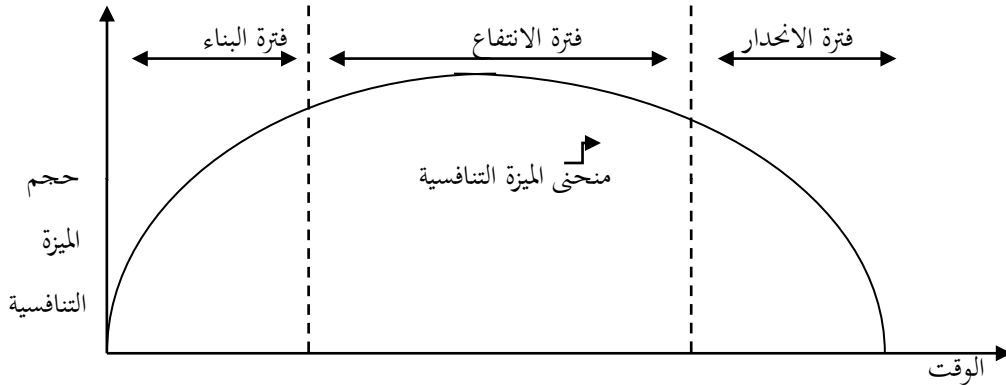 فترة البناء
فترة الانتفاع
فترة الانحدار
منحنى الميزة التنافسية
حجم
الميزة
التنافسية
الوقت